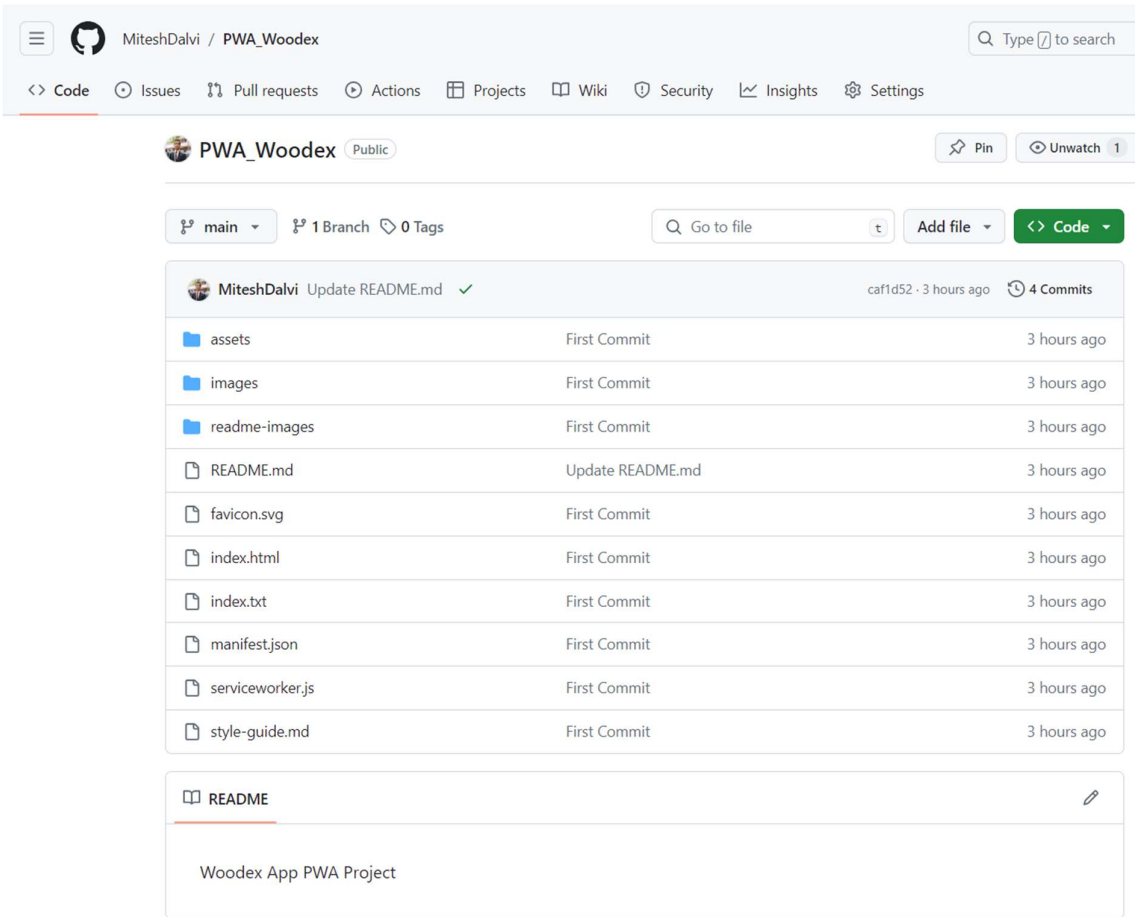 MiteshDalvi / PWA_Woodex Type / to search
Code Issues Pull requests Actions Projects Wiki Security Insights Settings
PWA_Woodex Public Pin Unwatch 1
main 1 Branch 0 Tags Go to file t Add file Code
MiteshDalvi Update README.md caf1d52 · 3 hours ago 4 Commits
assets First Commit 3 hours ago
images First Commit 3 hours ago
readme-images First Commit 3 hours ago
README.md Update README.md 3 hours ago
favicon.svg First Commit 3 hours ago
index.html First Commit 3 hours ago
index.txt First Commit 3 hours ago
manifest.json First Commit 3 hours ago
serviceworker.js First Commit 3 hours ago
style-guide.md First Commit 3 hours ago
README
Woodex App PWA Project